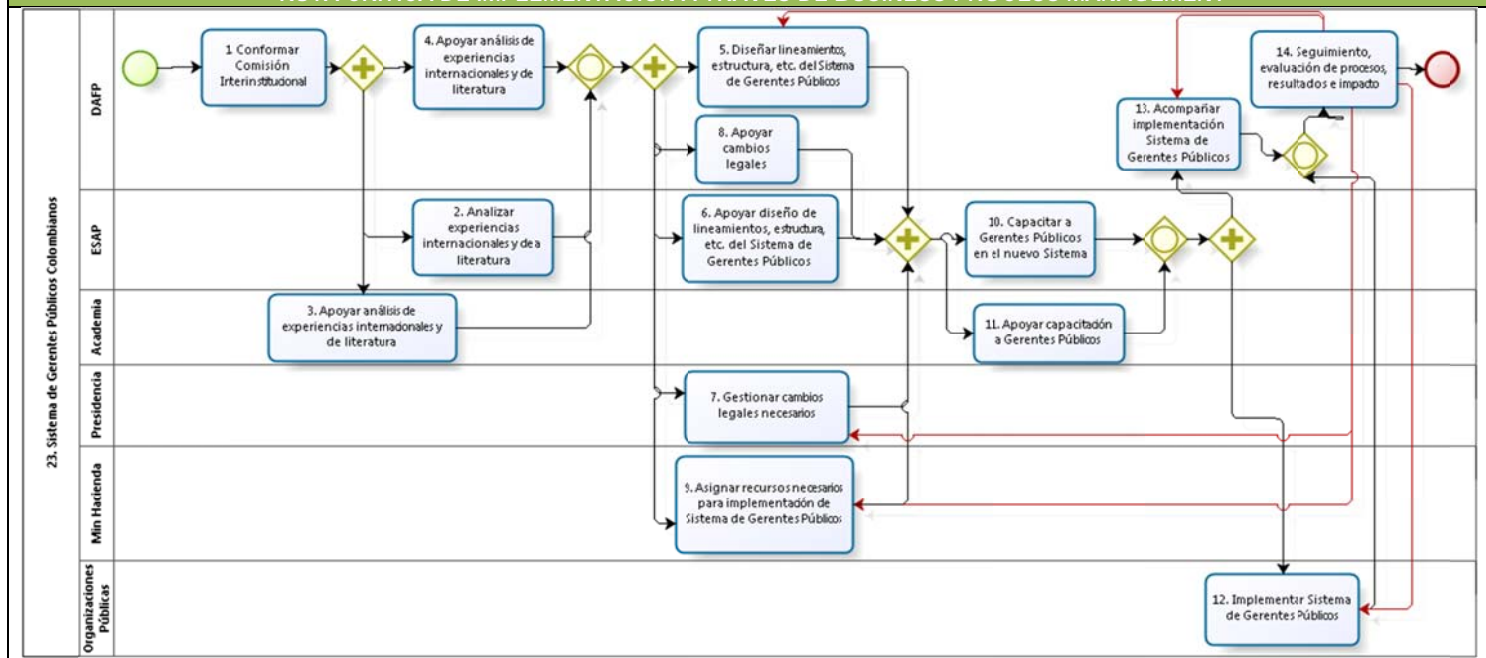 23. Sistema de Gerentes Públicos Colombianos
DAFP
1 Conformar
Comisión
Interinstitucional
4. Apoyar análisis de
experiencias
internacionales y de
literatura
5. Diseñar lineamientos,
estructura, etc. del Sistema
de Gerentes Públicos
8. Apoyar
cambios
legales
13. Acompañar
implementación
Sistema de
Gerentes Públicos
14. Seguimiento,
evaluación de procesos,
resultados e impacto
ESAP
2. Analizar
experiencias
internacionales y dea
literatura
6. Apoyar diseño de
lineamientos, estructura,
etc. del Sistema de
Gerentes Públicos
10. Capacitar a
Gerentes Públicos
en el nuevo Sistema
Academia
3. Apoyar análisis de
experiencias internacionales y
de literatura
11. Apoyar capacitación
a Gerentes Públicos
Presidencia
7. Gestionar cambios
legales necesarios
Min Hacienda
9. Asignar recursos necesarios
para implementación de
Sistema de Gerentes Públicos
Organizaciones
Públicas
12. Implementar Sistema
de Gerentes Públicos